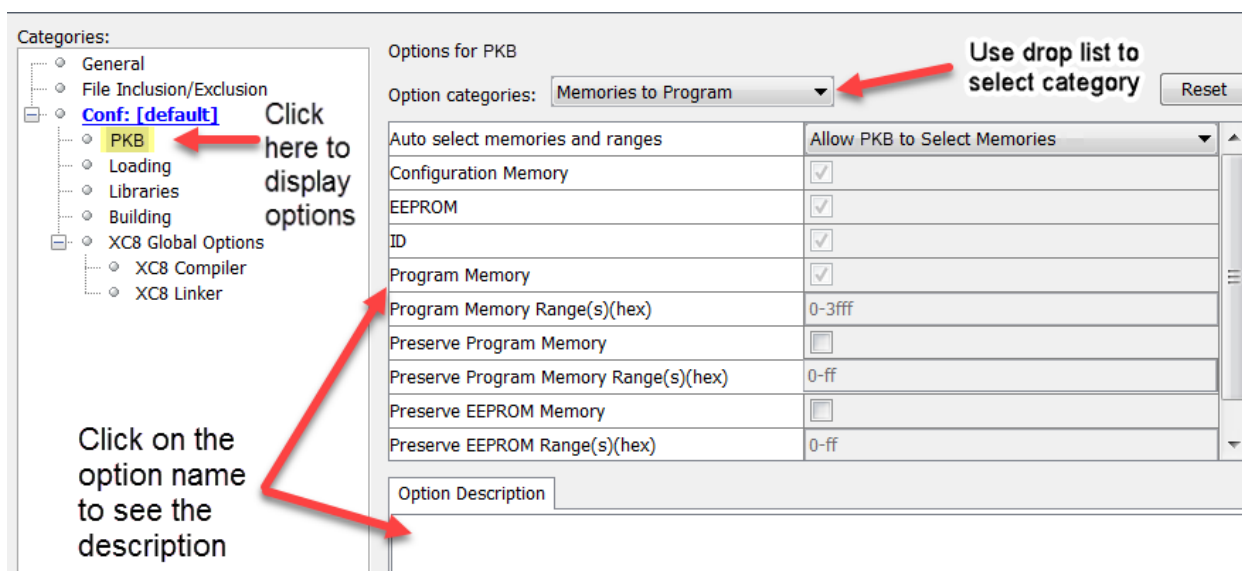 Categories:
General
File Inclusion/Exclusion
Conf: [default]
PKB
Loading
Libraries
Building
XC8 Global Options
XC8 Compiler
XC8 Linker
Click
here to
display
options
Click on the
option name
to see the
description
Options for PKB
Use drop list to
select category
Option categories: Memories to Program
Reset
Auto select memories and ranges Allow PKB to Select Memories
Configuration Memory
EEPROM
ID
Program Memory
Program Memory Range(s)(hex) 0-3fff
Preserve Program Memory
Preserve Program Memory Range(s)(hex) 0-ff
Preserve EEPROM Memory
Preserve EEPROM Range(s)(hex) 0-ff
Option Description